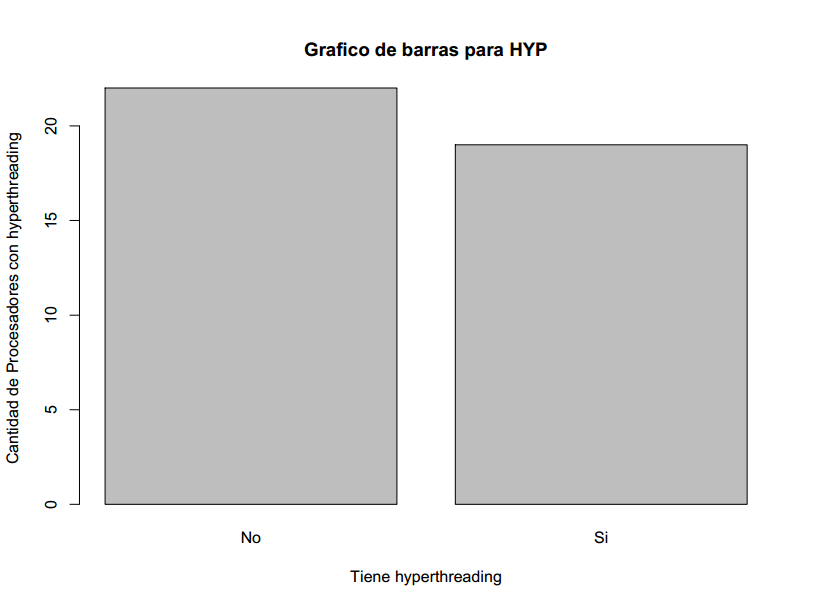 Grafico de barras para HYP
Cantidad de Procesadores con hyperthreading
20
15
10
5
0
No
Si
Tiene hyperthreading